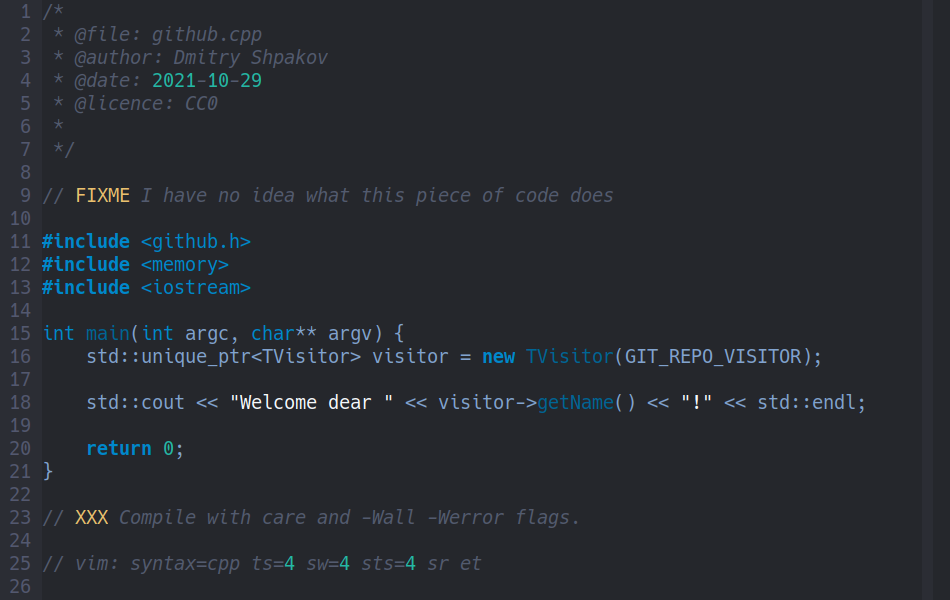 1 /*
2  * @file: github.cpp
3  * @author: Dmitry Shpakov
4  * @date: 2021-10-29
5  * @licence: CC0
6  *
7  */
8
9 // FIXME I have no idea what this piece of code does
10
11 #include <github.h>
12 #include <memory>
13 #include <iostream>
14
15 int main(int argc, char** argv) {
16     std::unique_ptr<TVisitor> visitor = new TVisitor(GIT_REPO_VISITOR);
17
18     std::cout << "Welcome dear " << visitor->getName() << "!" << std::endl;
19
20     return 0;
21 }
22
23 // XXX Compile with care and -Wall -Werror flags.
24
25 // vim: syntax=cpp ts=4 sw=4 sts=4 sr et
26